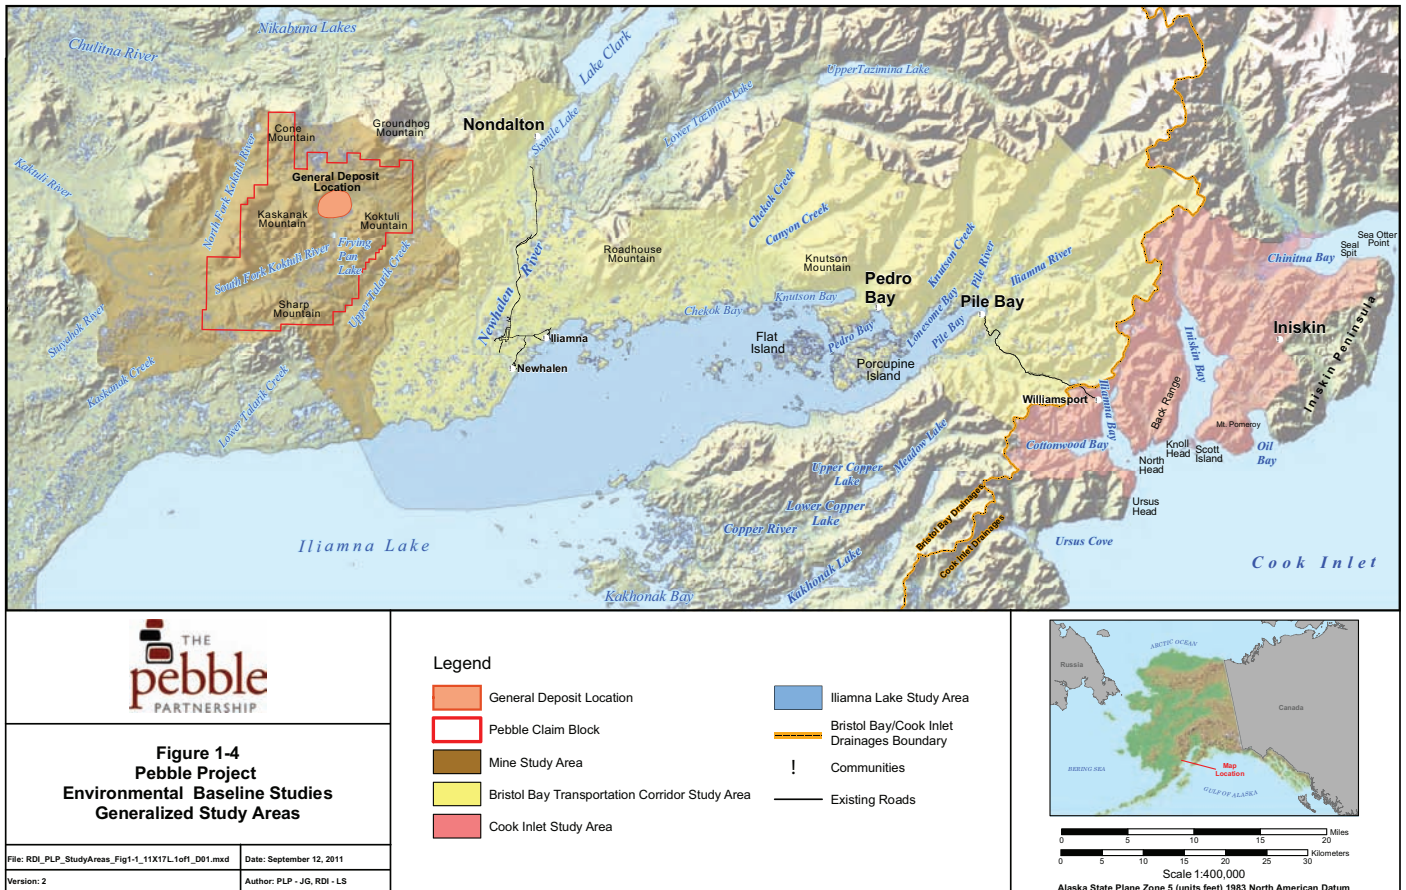 Nikabuna Lakes
Chulitna River
Lake Clark
Upper Tazimina Lake
Lower Tazimina Lake
Sixmile Lake
Nondalton
Groundhog
Mountain
Cone
Mountain
General Deposit
Location
Kaktuli River
North Fork Koktuli River
Kaskanak
Mountain
Koktuli
Mountain
Frying
Pan
Lake
South Fork Koktuli River
Upper Talarik Creek
Sharp
Mountain
Stuyahok River
Kaskanak Creek
Lower Talarik Creek
Newhalen
River
Iliamna
Newhalen
Roadhouse
Mountain
Chekok Creek
Canyon Creek
Knutson
Mountain
Knutson Creek
Pile River
Iliamna River
Chekok Bay
Knutson Bay
Pedro
Bay
Pile Bay
Lonesome Bay
Pile Bay
Pedro Bay
Flat
Island
Porcupine
Island
Williamsport
Iliamna Bay
Cottonwood Bay
Iniskin Bay
Back Range
Iniskin
Iniskin Peninsula
Chinitna Bay
Seal
Spit
Sea Otter
Point
Mt. Pomeroy
Oil
Bay
Scott
Island
Knoll
Head
North
Head
Ursus
Head
Ursus Cove
Meadow Lake
Upper Copper
Lake
Lower Copper
Lake
Copper River
Kakhonak Lake
Kakhonak Bay
Bristol Bay Drainages
Cook Inlet Drainages
Iliamna Lake
Cook Inlet
THE
pebble
PARTNERSHIP
Figure 1-4
Pebble Project
Environmental Baseline Studies
Generalized Study Areas
File: RDI_PLP_StudyAreas_Fig1-1_11X17L.1of1_D01.mxd
Date: September 12, 2011
Version: 2
Author: PLP - JG, RDI - LS
Legend
General Deposit Location
Pebble Claim Block
Mine Study Area
Bristol Bay Transportation Corridor Study Area
Cook Inlet Study Area
Iliamna Lake Study Area
Bristol Bay/Cook Inlet
Drainages Boundary
! Communities
Existing Roads
ARCTIC OCEAN
Russia
Canada
BERING SEA
Map
Location
GULF OF ALASKA
0 5 10 15 20 Miles
0 5 10 15 20 25 30 Kilometers
Scale 1:400,000
Alaska State Plane Zone 5 (units feet) 1983 North American Datum